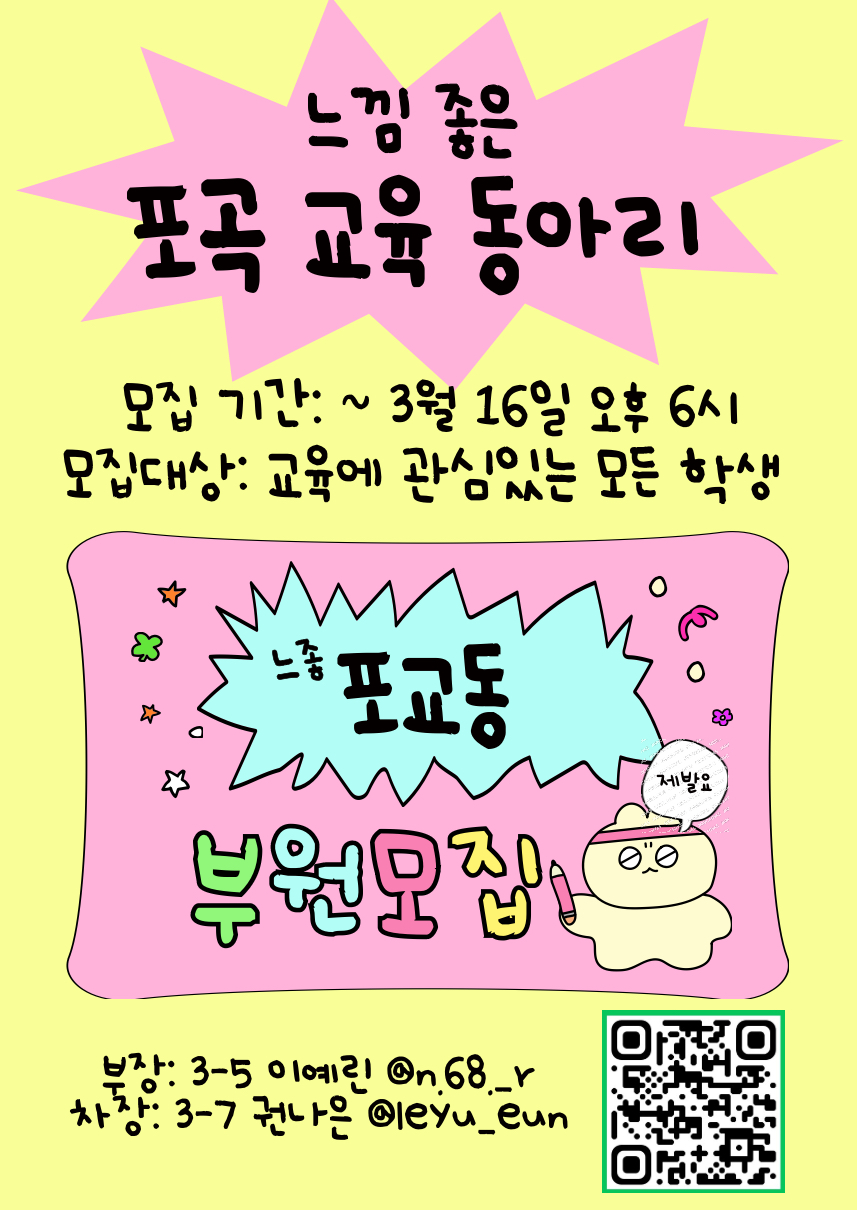 느낌 좋은
포곡 교육 동아리
모집 기간: ~ 3월 16일 오후 6시
모집대상: 교육에 관심있는 모든 학생
느좋 포교동
제발요
부원모집
부장: 3-5 이예린 @n.68._r
차장: 3-7 권나은 @leyu_eun